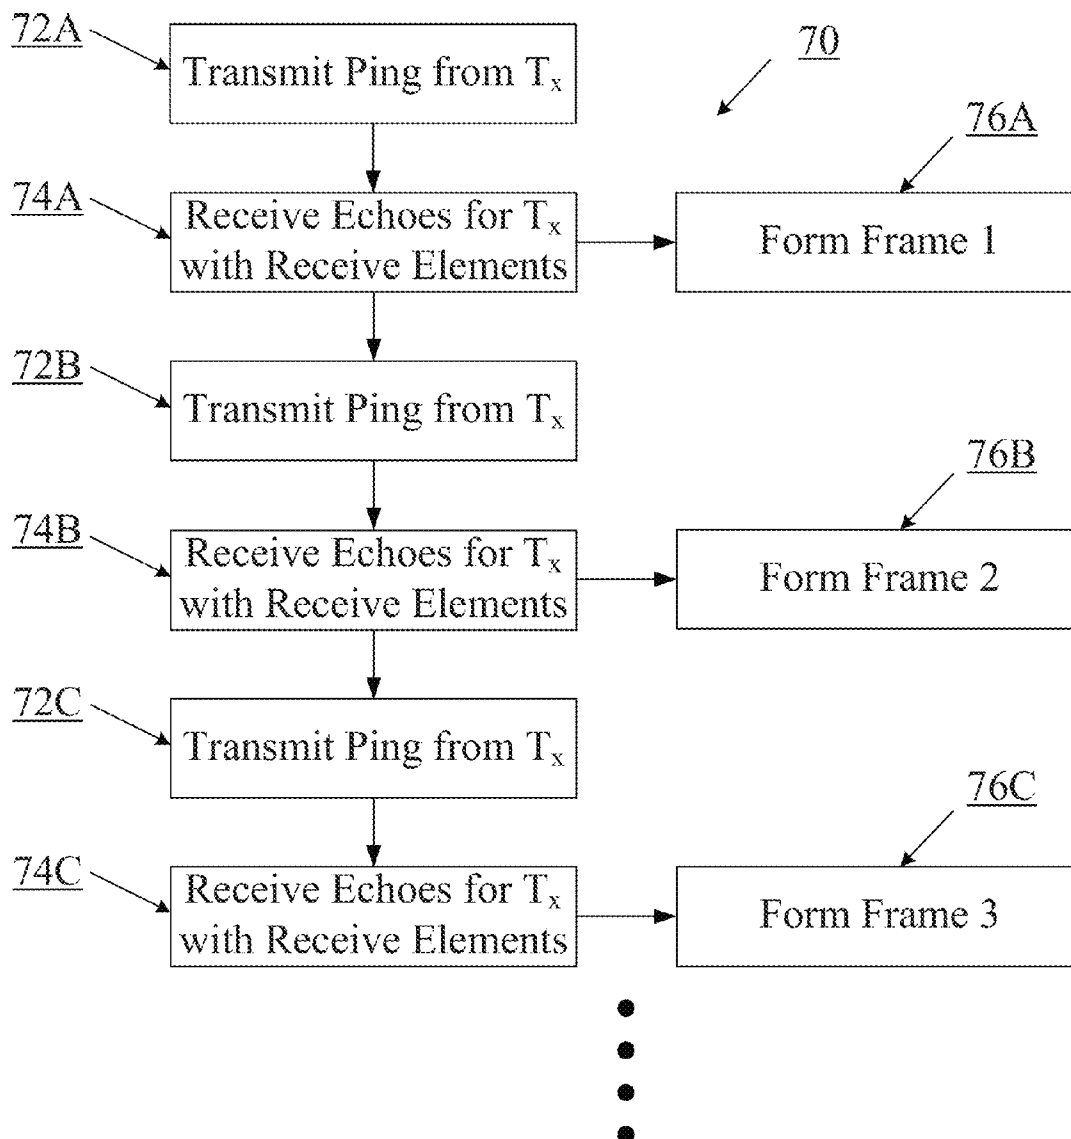 72A
Transmit Ping from Tx
70
76A
74A
Receive Echoes for Tx
with Receive Elements
Form Frame 1
72B
Transmit Ping from Tx
76B
74B
Receive Echoes for Tx
with Receive Elements
Form Frame 2
72C
Transmit Ping from Tx
76C
74C
Receive Echoes for Tx
with Receive Elements
Form Frame 3